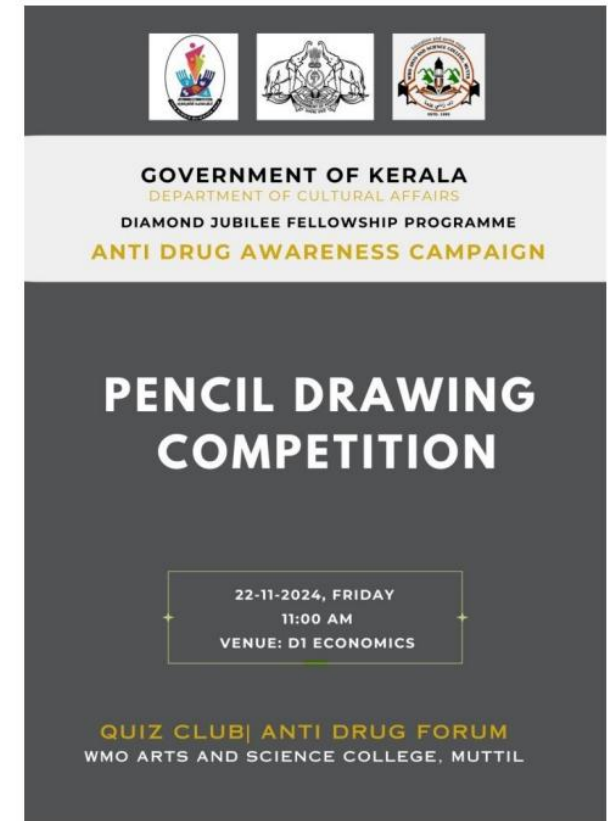 GOVERNMENT OF KERALA
DEPARTMENT OF CULTURAL AFFAIRS
DIAMOND JUBILEE FELLOWSHIP PROGRAMME
ANTI DRUG AWARENESS CAMPAIGN
PENCIL DRAWING
COMPETITION
22-11-2024, FRIDAY
11:00 AM
VENUE: D1 ECONOMICS
QUIZ CLUB| ANTI DRUG FORUM
WMO ARTS AND SCIENCE COLLEGE, MUTTIL